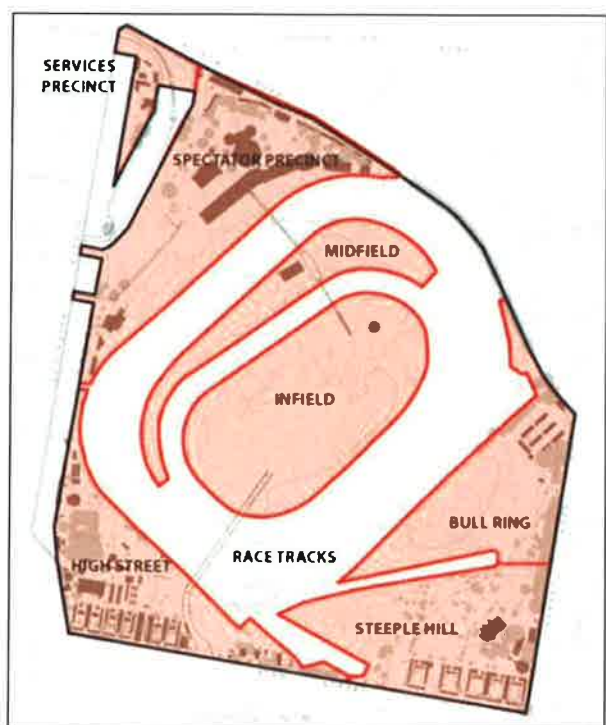 SERVICES
PRECINCT
SPECTATOR PRECINCT
MIDFIELD
INFIELD
BULL RING
RACE TRACKS
HIGH STREET
STEEPLE HILL